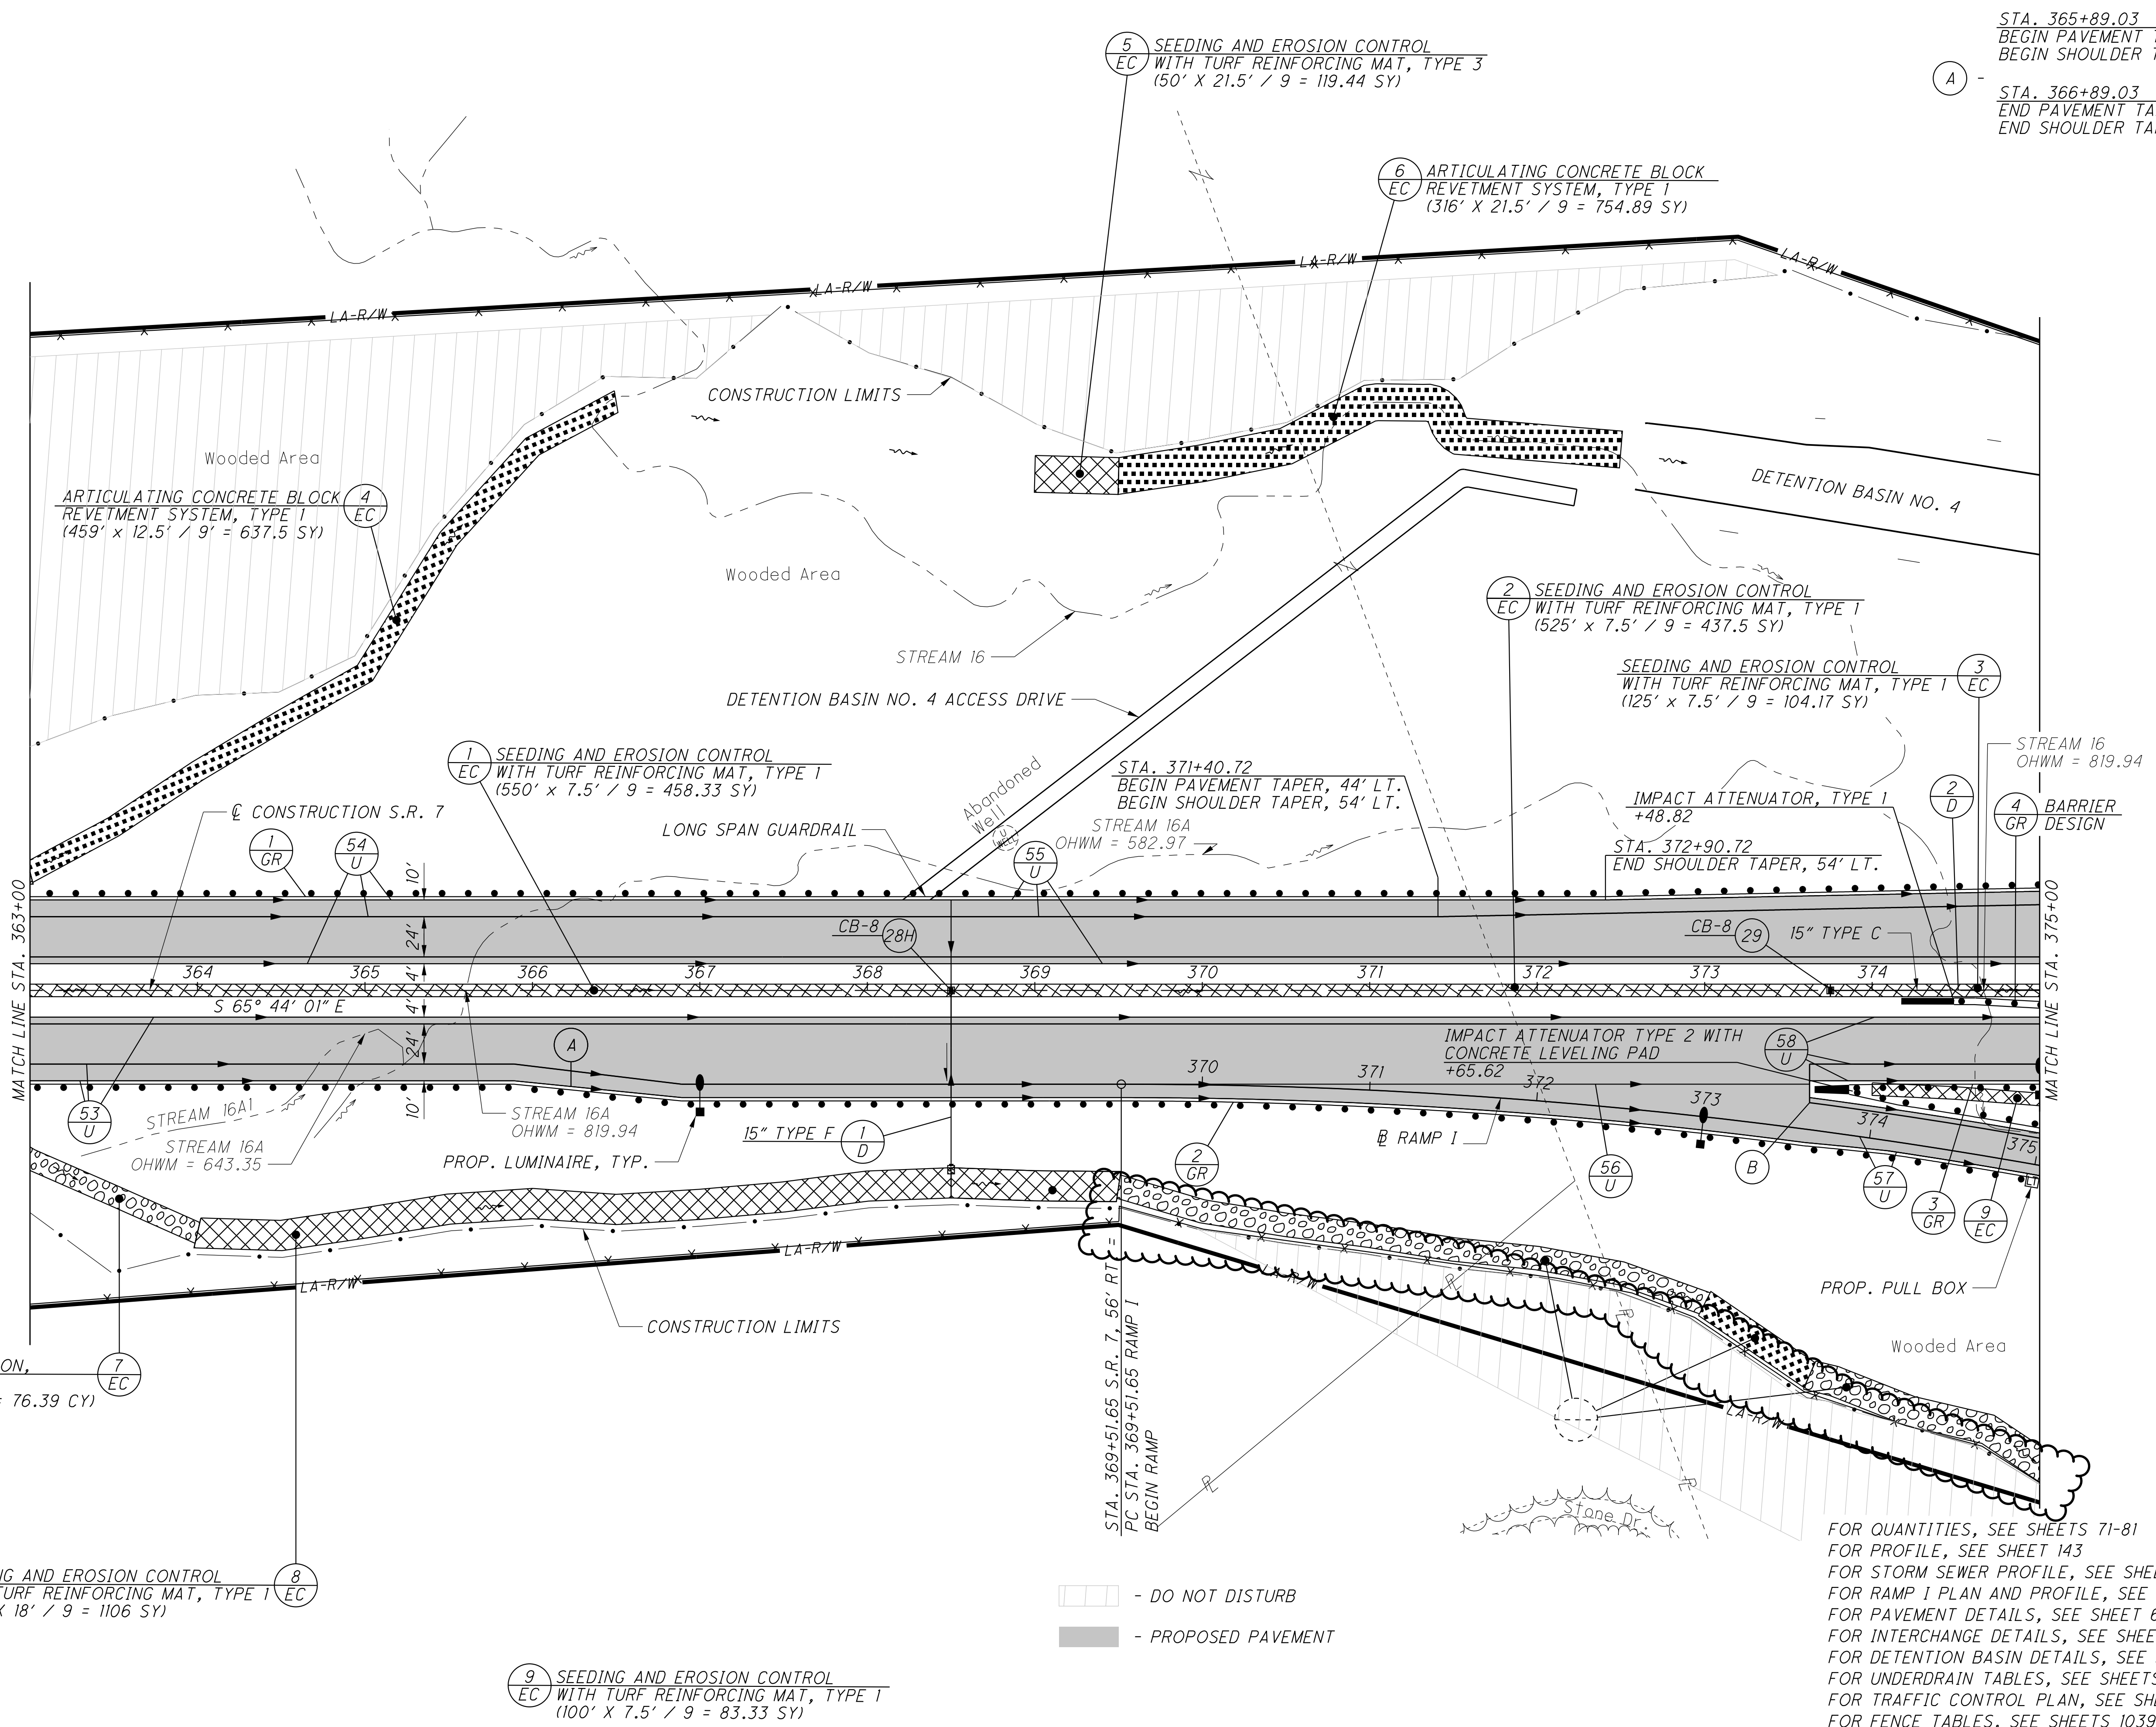 STA. 365+89.03
BEGIN PAVEMENT
BEGIN SHOULDER
A -
STA. 366+89.03
END PAVEMENT
END SHOULDER
5
EC
SEEDING AND EROSION CONTROL
WITH TURF REINFORCING MAT, TYPE 3
(50' X 21.5' / 9 = 119.44 SY)
6
EC
ARTICULATING CONCRETE BLOCK
REVETMENT SYSTEM, TYPE 1
(316' X 21.5' / 9 = 754.89 SY)
LA-R/W
LA-R/W
LA-R/W
LA-R/W
CONSTRUCTION LIMITS
Wooded Area
ARTICULATING CONCRETE BLOCK
REVETMENT SYSTEM, TYPE 1
(459' x 12.5' / 9' = 637.5 SY)
4
EC
DETENTION BASIN NO. 4
Wooded Area
2
EC
SEEDING AND EROSION CONTROL
WITH TURF REINFORCING MAT, TYPE 1
(525' x 7.5' / 9 = 437.5 SY)
STREAM 16
SEEDING AND EROSION CONTROL
WITH TURF REINFORCING MAT, TYPE 1
(125' x 7.5' / 9 = 104.17 SY)
3
EC
DETENTION BASIN NO. 4 ACCESS DRIVE
STREAM 16
OHWM = 819.94
1
EC
SEEDING AND EROSION CONTROL
WITH TURF REINFORCING MAT, TYPE 1
(550' x 7.5' / 9 = 458.33 SY)
STA. 371+40.72
BEGIN PAVEMENT TAPER, 44' LT.
BEGIN SHOULDER TAPER, 54' LT.
Abandoned
Well
WELL
IMPACT ATTENUATOR, TYPE 1
+48.82
2
D
4
GR
BARRIER
DESIGN
℄ CONSTRUCTION S.R. 7
LONG SPAN GUARDRAIL
STREAM 16A
OHWM = 582.97
1
GR
54
U
55
U
STA. 372+90.72
END SHOULDER TAPER, 54' LT.
MATCH LINE STA. 363+00
MATCH LINE STA. 375+00
10'
24'
4'
4'
24'
10'
CB-8 28H
CB-8 29
15" TYPE C
364 365 366 367 368 369 370 371 372 373 374
S 65° 44' 01" E
A
IMPACT ATTENUATOR TYPE 2 WITH
CONCRETE LEVELING PAD
+65.62
58
U
370 371 372 373 374 375
53
U
STREAM 16A1
STREAM 16A
OHWM = 643.35
STREAM 16A
OHWM = 819.94
PROP. LUMINAIRE, TYP.
15" TYPE F
1
D
2
GR
RAMP I
56
U
B
57
U
3
GR
9
EC
LT
PROP. PULL BOX
LA-R/W
LA-R/W
LA-R/W
LA-R/W
CONSTRUCTION LIMITS
STA. 369+51.65 S.R. 7, 56' RT =
PC STA. 369+51.65 RAMP I
BEGIN RAMP
Wooded Area
ON,
7
EC
= 76.39 CY)
Stone Dr.
AND EROSION CONTROL
TURF REINFORCING MAT, TYPE 1
X 18' / 9 = 1106 SY)
8
EC
- DO NOT DISTURB
- PROPOSED PAVEMENT
9
EC
SEEDING AND EROSION CONTROL
WITH TURF REINFORCING MAT, TYPE 1
(100' X 7.5' / 9 = 83.33 SY)
FOR QUANTITIES, SEE SHEETS 71-81
FOR PROFILE, SEE SHEET 143
FOR STORM SEWER PROFILE, SEE
FOR RAMP I PLAN AND PROFILE, SEE
FOR PAVEMENT DETAILS, SEE SHEET
FOR INTERCHANGE DETAILS, SEE
FOR DETENTION BASIN DETAILS, SEE
FOR UNDERDRAIN TABLES, SEE SHEETS
FOR TRAFFIC CONTROL PLAN, SEE
FOR FENCE TABLES, SEE SHEETS 1039